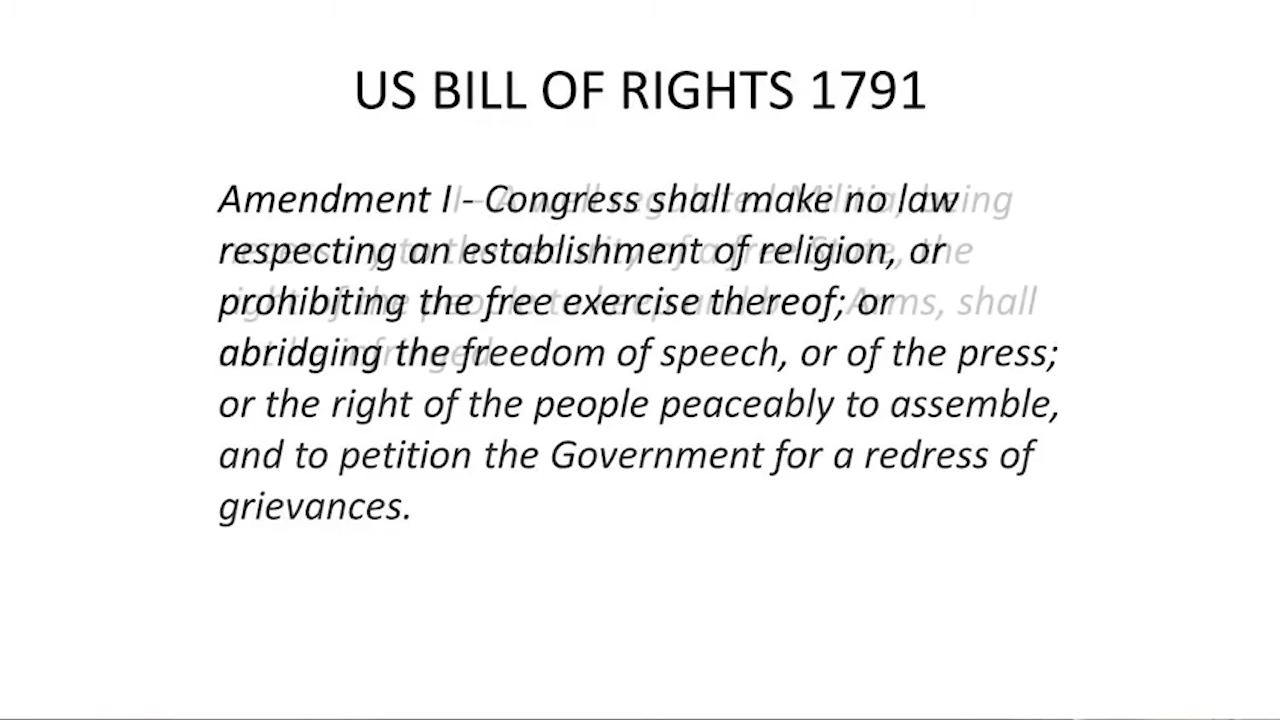 US BILL OF RIGHTS 1791
Amendment I - Congress shall make no law
respecting an establishment of religion, or
prohibiting the free exercise thereof; or
abridging the freedom of speech, or of the press;
or the right of the people peaceably to assemble,
and to petition the Government for a redress of
grievances.